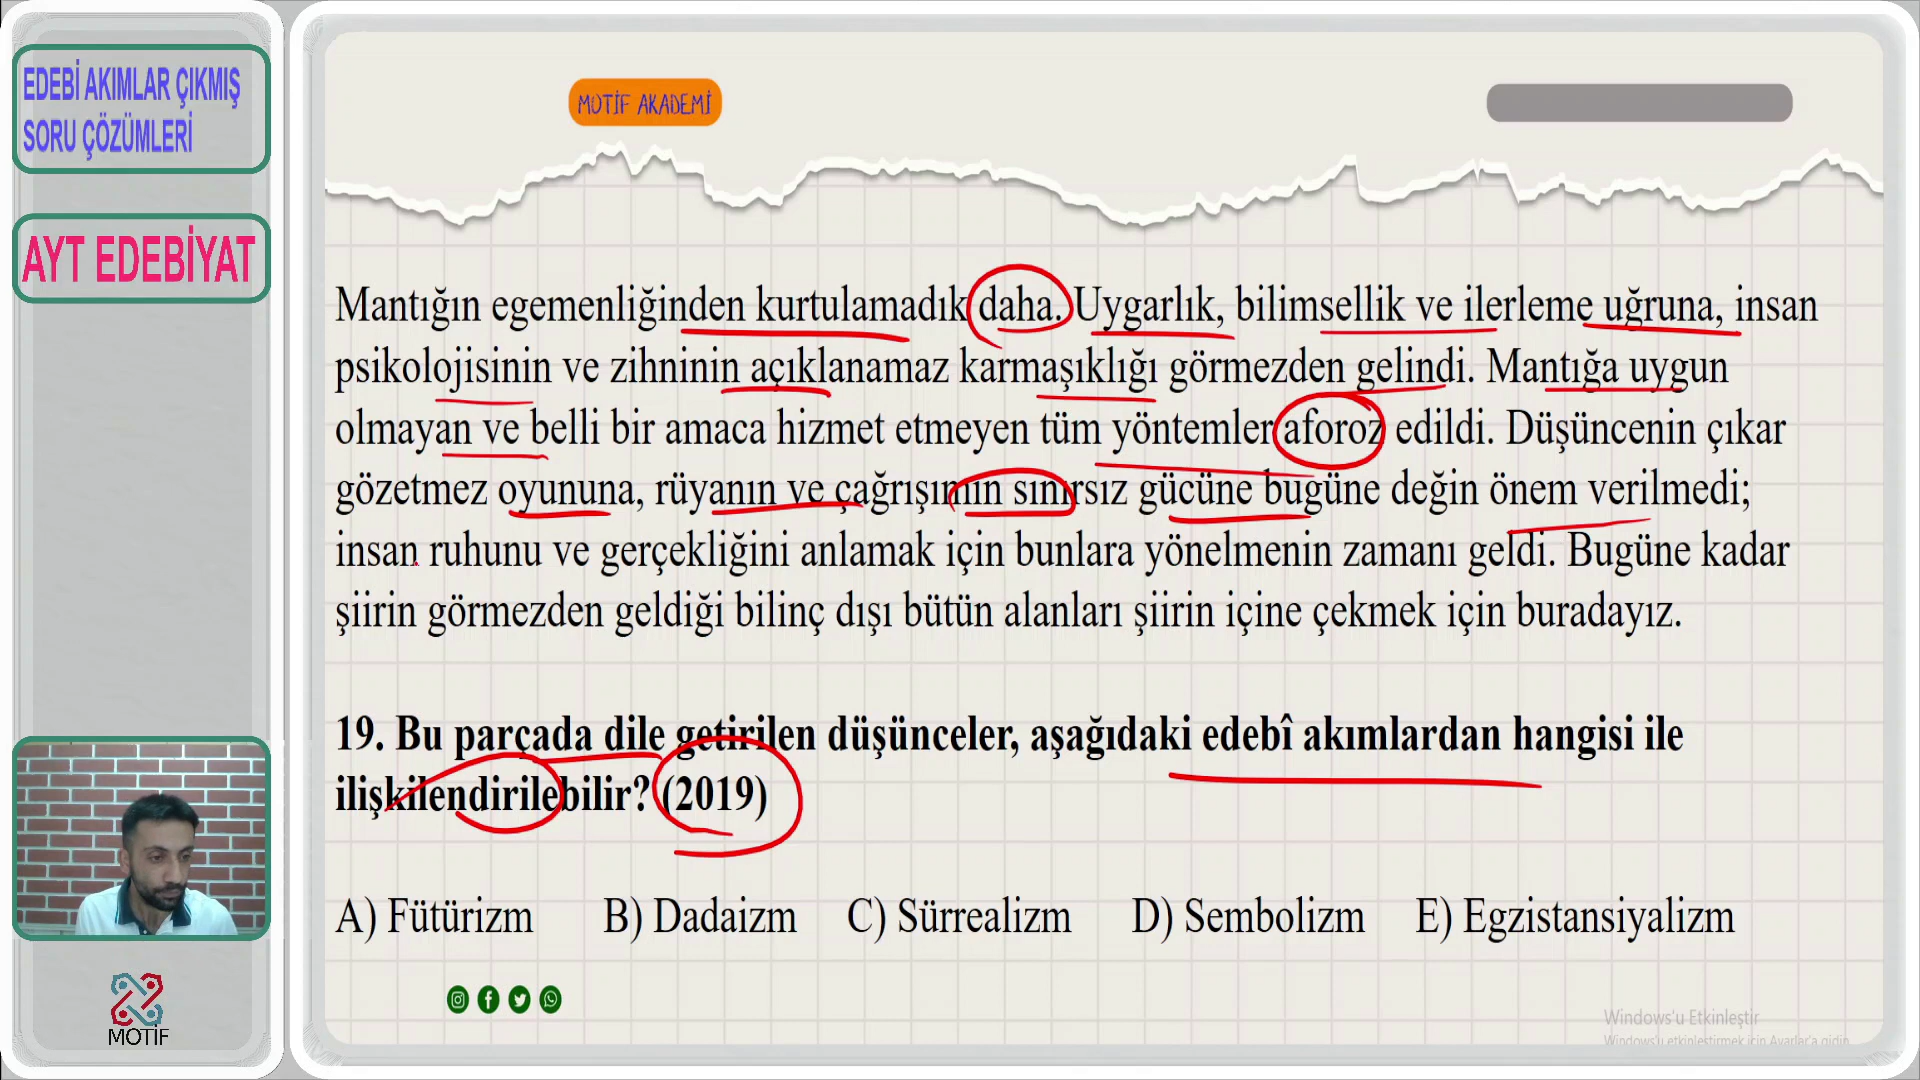 EDEBİ AKIMLAR ÇIKMIŞ
SORU ÇÖZÜMLERİ
AYT EDEBİYAT
MOTİF AKADEMİ
Mantığın egemenliğinden kurtulamadık daha. Uygarlık, bilimsellik ve ilerleme uğruna, insan
psikolojisinin ve zihninin açıklanamaz karmaşıklığı görmezden gelindi. Mantığa uygun
olmayan ve belli bir amaca hizmet etmeyen tüm yöntemler aforoz edildi. Düşüncenin çıkar
gözetmez oyununa, rüyanın ve çağrışımın sınırsız gücüne bugüne değin önem verilmedi;
insan ruhunu ve gerçekliğini anlamak için bunlara yönelmenin zamanı geldi. Bugüne kadar
şiirin görmezden geldiği bilinç dışı bütün alanları şiirin içine çekmek için buradayız.
19. Bu parçada dile getirilen düşünceler, aşağıdaki edebî akımlardan hangisi ile
ilişkilendirilebilir? (2019)
A) Fütürizm B) Dadaizm C) Sürrealizm D) Sembolizm E) Egzistansiyalizm
MOTİF
Windows'u Etkinleştir
Windows'u etkinleştirmek için Ayarlar'a gidin